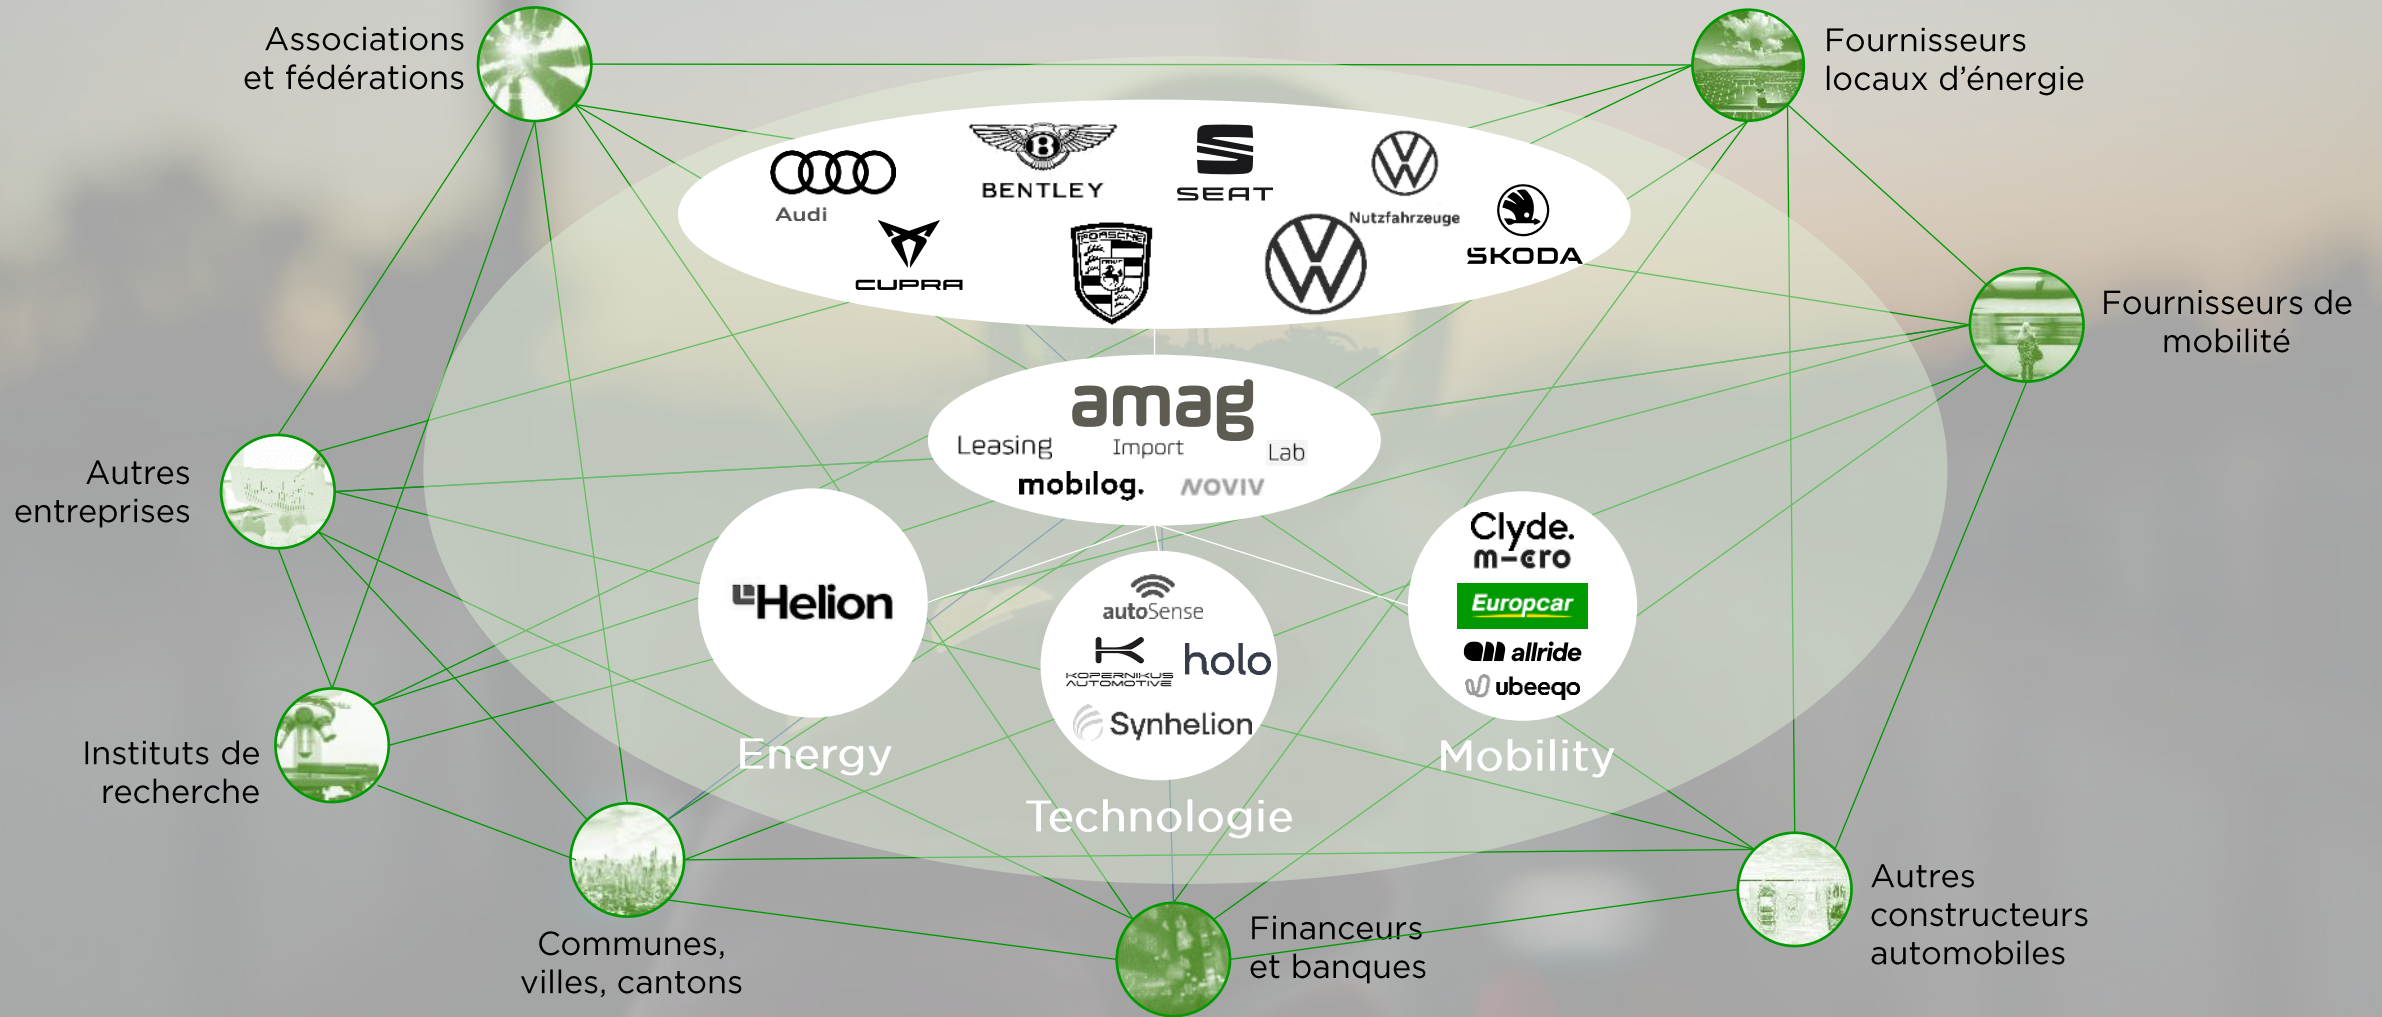 Associations
et fédérations
Fournisseurs
locaux d’énergie
Audi
BENTLEY
SEAT
Nutzfahrzeuge
ŠKODA
CUPRA
PORSCHE
Fournisseurs de
mobilité
amag
Leasing
Import
Lab
mobilog.
NOVIV
Autres
entreprises
Helion
Energy
autoSense
KOPERNIKUS
AUTOMOTIVE
holo
Synhelion
Technologie
Clyde.
micro
Europcar
allride
ubeeqo
Mobility
Instituts de
recherche
Communes,
villes, cantons
Financeurs
et banques
Autres
constructeurs
automobiles